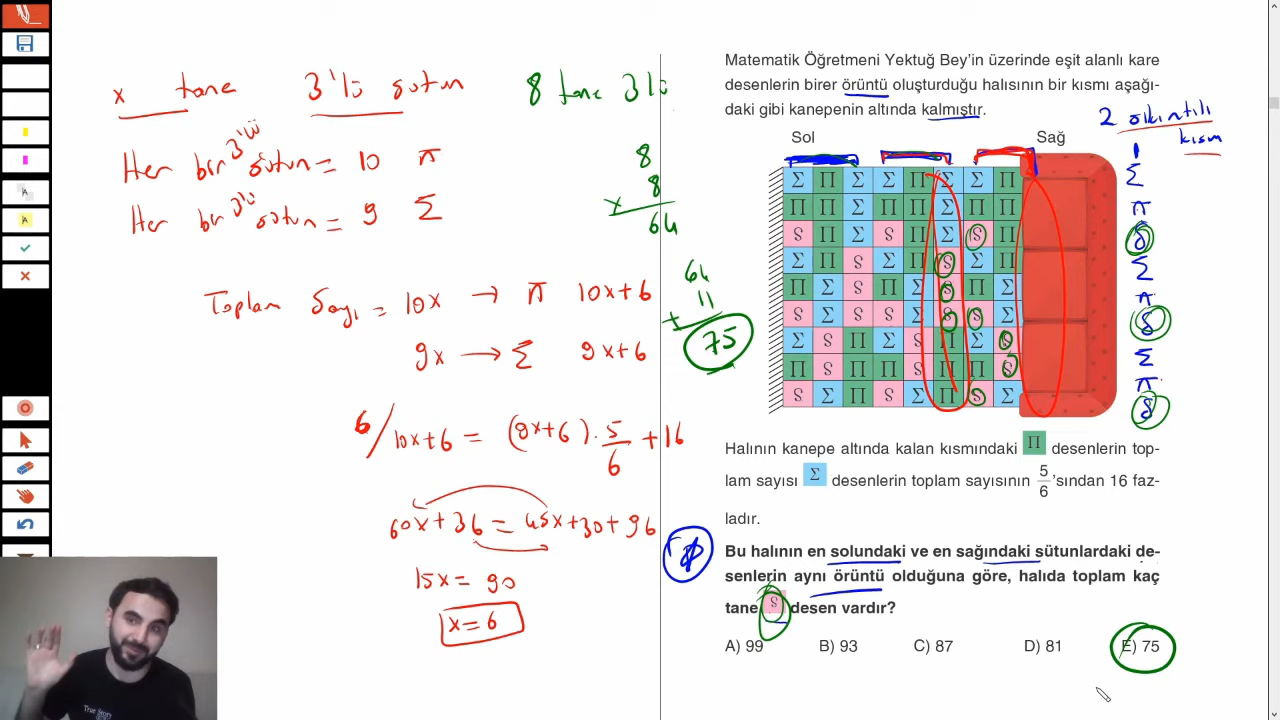 x tane 3'lü sütun
8 tane 3lü
Her bir 3'lü sütun = 10 π
Her bir 3'lü sütun = 9 Σ
8
8
x
64
Toplam Sayı = 10x → π 10x+6
9x → Σ 9x+6
64
11
+
75
6/10x+6 = (9x+6).5/6 +16
60x+36 = 45x+30+96
15x = 90
x=6
Matematik Öğretmeni Yektuğ Bey'in üzerinde eşit alanlı kare
desenlerin birer örüntü oluşturduğu halısının bir kısmı aşağı-
daki gibi kanepenin altında kalmıştır.
2 sıkıntılı
kısm
Sol Sağ
Σ Π Σ Σ Π Σ Σ Π
Π Π Σ Π Π Σ Π Π
S Π Σ S Π Σ S Π
Σ Π S Σ Π S Σ Π
Π Σ S Π Σ S Π Σ
S Σ S S Σ S S Σ
Σ S Π Σ S Π Σ S
Π S Π Π S Π Π S
S Σ Π S Σ Π S Σ
Σ
π
S
Σ
π
S
Σ
π
S
Halının kanepe altında kalan kısmındaki Π desenlerin top-
lam sayısı Σ desenlerin toplam sayısının 5/6 'sından 16 faz-
ladır.
Bu halının en solundaki ve en sağındaki sütunlardaki de-
senlerin aynı örüntü olduğuna göre, halıda toplam kaç
tane S desen vardır?
A) 99 B) 93 C) 87 D) 81 E) 75
True Story